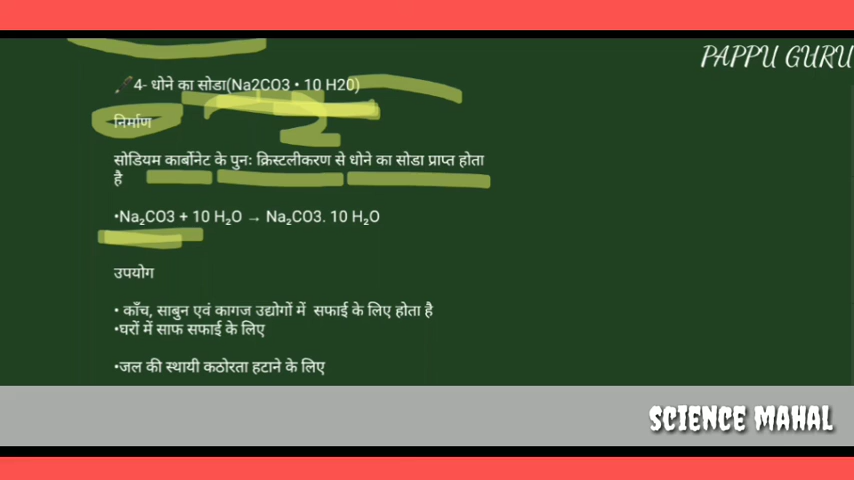 PAPPU GURU
4- धोने का सोडा(Na2CO3 • 10 H20)
निर्माण
सोडियम कार्बोनेट के पुनः क्रिस्टलीकरण से धोने का सोडा प्राप्त होता
है
•Na₂CO3 + 10 H₂O → Na₂CO3. 10 H₂O
उपयोग
• काँच, साबुन एवं कागज उद्योगों में सफाई के लिए होता है
•घरों में साफ सफाई के लिए
•जल की स्थायी कठोरता हटाने के लिए
SCIENCE MAHAL